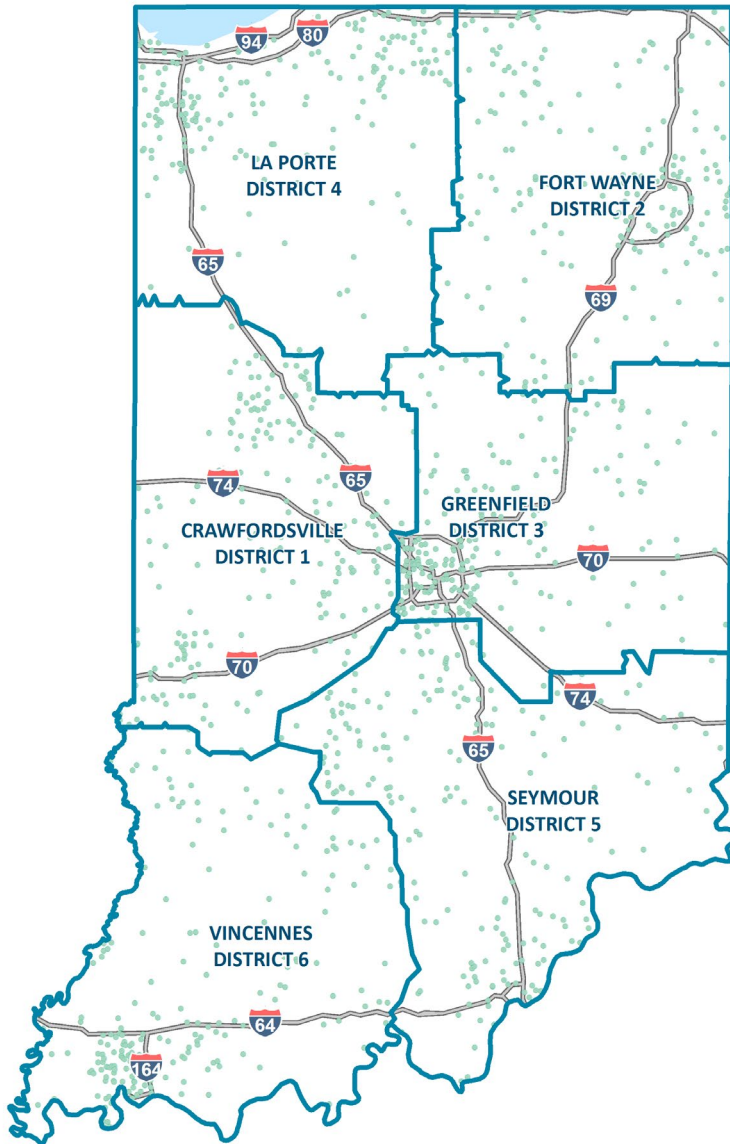 94
80
LA PORTE
DISTRICT 4
FORT WAYNE
DISTRICT 2
65
69
74
65
GREENFIELD
DISTRICT 3
CRAWFORDSVILLE
DISTRICT 1
70
70
74
65
SEYMOUR
DISTRICT 5
VINCENNES
DISTRICT 6
64
164